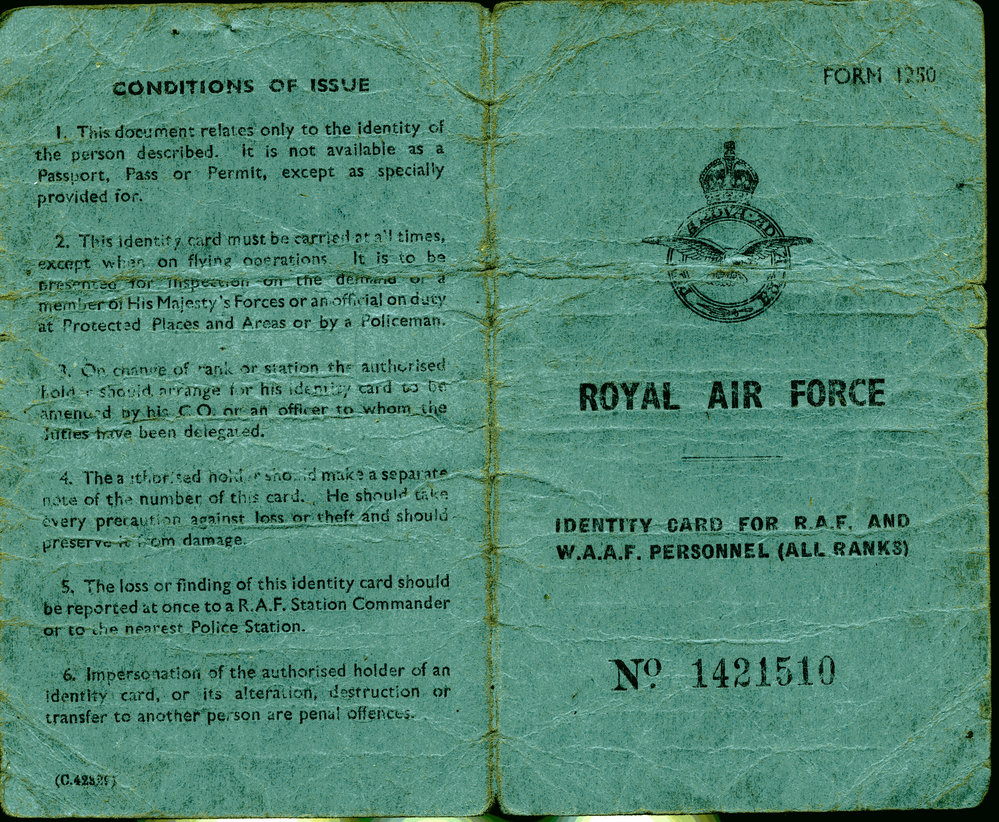 CONDITIONS OF ISSUE
1. This document relates only to the identity of
the person described. It is not available as a
Passport, Pass or Permit, except as specially
provided for.
2. This identity card must be carried at all times,
except when on flying operations. It is to be
presented for inspection on the demand of a
member of His Majesty's Forces or an official on duty
at Protected Places and Areas or by a Policeman.
3. On change of rank or station the authorised
holder should arrange for his identity card to be
amended by his C.O. or an officer to whom the
duties have been delegated.
4. The authorised holder should make a separate
note of the number of this card. He should take
every precaution against loss or theft and should
preserve it from damage.
5. The loss or finding of this identity card should
be reported at once to a R.A.F. Station Commander
or to the nearest Police Station.
6. Impersonation of the authorised holder of an
identity card, or its alteration, destruction or
transfer to another person are penal offences.
FORM 1250
ROYAL AIR FORCE
IDENTITY CARD FOR R.A.F. AND
W.A.A.F. PERSONNEL (ALL RANKS)
Nº 1421510